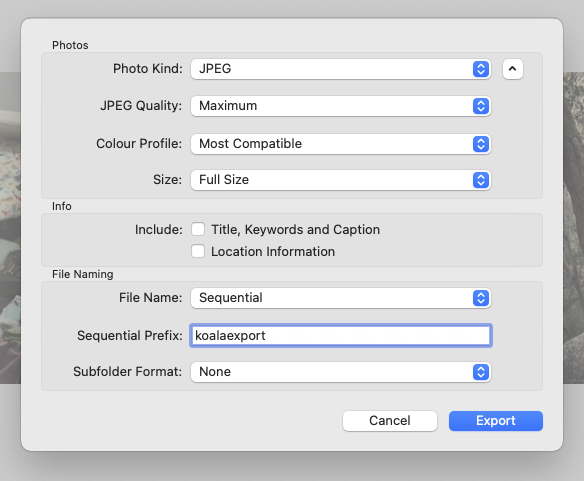 Photos
Photo Kind: JPEG
JPEG Quality: Maximum
Colour Profile: Most Compatible
Size: Full Size
Info
Include: Title, Keywords and Caption
Location Information
File Naming
File Name: Sequential
Sequential Prefix: koalaexport
Subfolder Format: None
Cancel Export